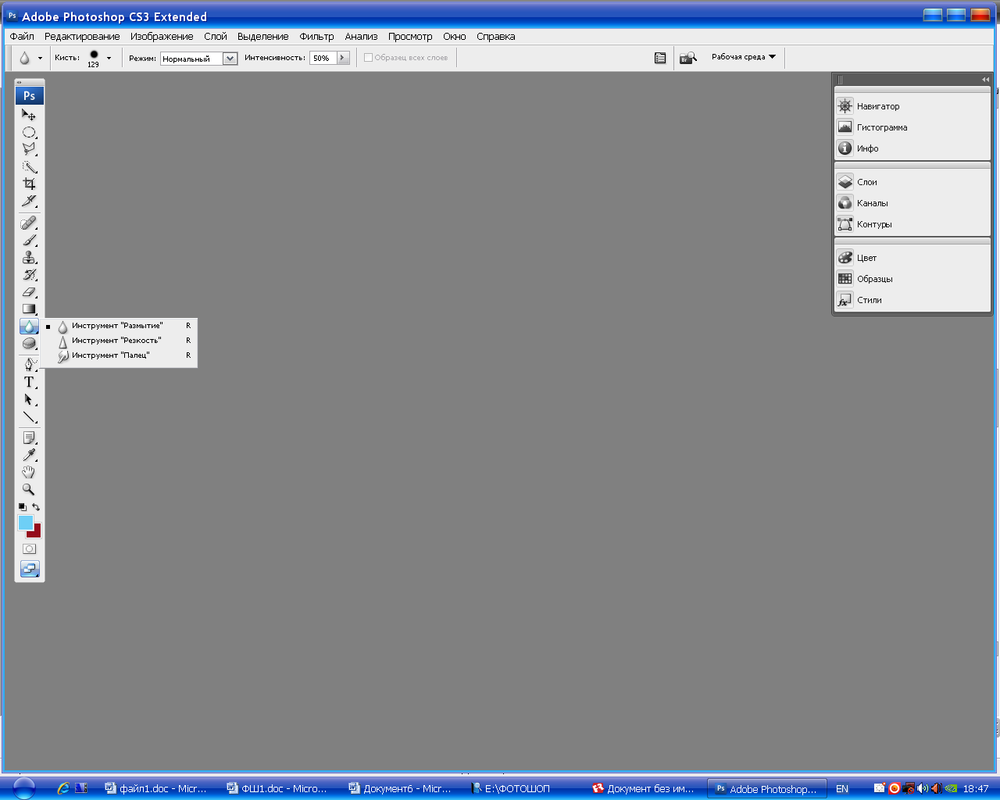 Ps Adobe Photoshop CS3 Extended
Файл Редактирование Изображение Слой Выделение Фильтр Анализ Просмотр Окно Справка
Кисть: 129 Режим: Нормальный Интенсивность: 50% Образец всех слоев Br Рабочая среда
Ps
Навигатор
Гистограмма
Инфо
Слои
Каналы
Контуры
Цвет
Образцы
Стили
Инструмент "Размытие" R
Инструмент "Резкость" R
Инструмент "Палец" R
T
файл1.doc - Micr... ФШ1.doc - Micro... Документ6 - Micr... E:\ФОТОШОП Документ без им... Ps Adobe Photoshop... EN 18:47